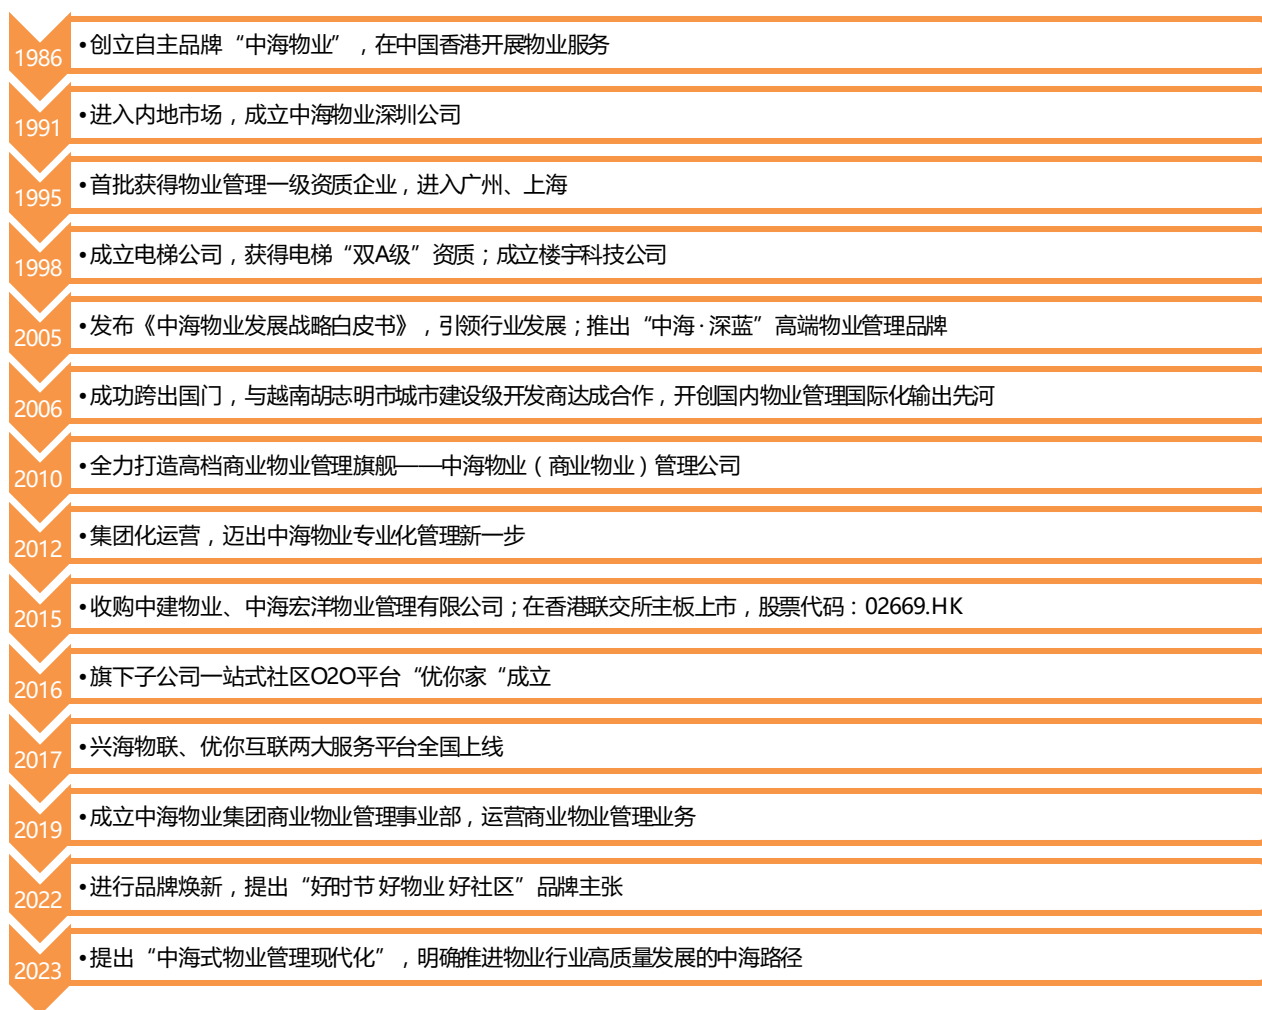 1986
•创立自主品牌“中海物业”，在中国香港开展物业服务
1991
•进入内地市场，成立中海物业深圳公司
1995
•首批获得物业管理一级资质企业，进入广州、上海
1998
•成立电梯公司，获得电梯“双A级”资质；成立楼宇科技公司
2005
•发布《中海物业发展战略白皮书》，引领行业发展；推出“中海·深蓝”高端物业管理品牌
2006
•成功跨出国门，与越南胡志明市城市建设级开发商达成合作，开创国内物业管理国际化输出先河
2010
•全力打造高档商业物业管理旗舰——中海物业（商业物业）管理公司
2012
•集团化运营，迈出中海物业专业化管理新一步
2015
•收购中建物业、中海宏洋物业管理有限公司；在香港联交所主板上市，股票代码：02669.HK
2016
•旗下子公司一站式社区O2O平台“优你家“成立
2017
•兴海物联、优你互联两大服务平台全国上线
2019
•成立中海物业集团商业物业管理事业部，运营商业物业管理业务
2022
•进行品牌焕新，提出“好时节 好物业 好社区”品牌主张
2023
•提出“中海式物业管理现代化”，明确推进物业行业高质量发展的中海路径